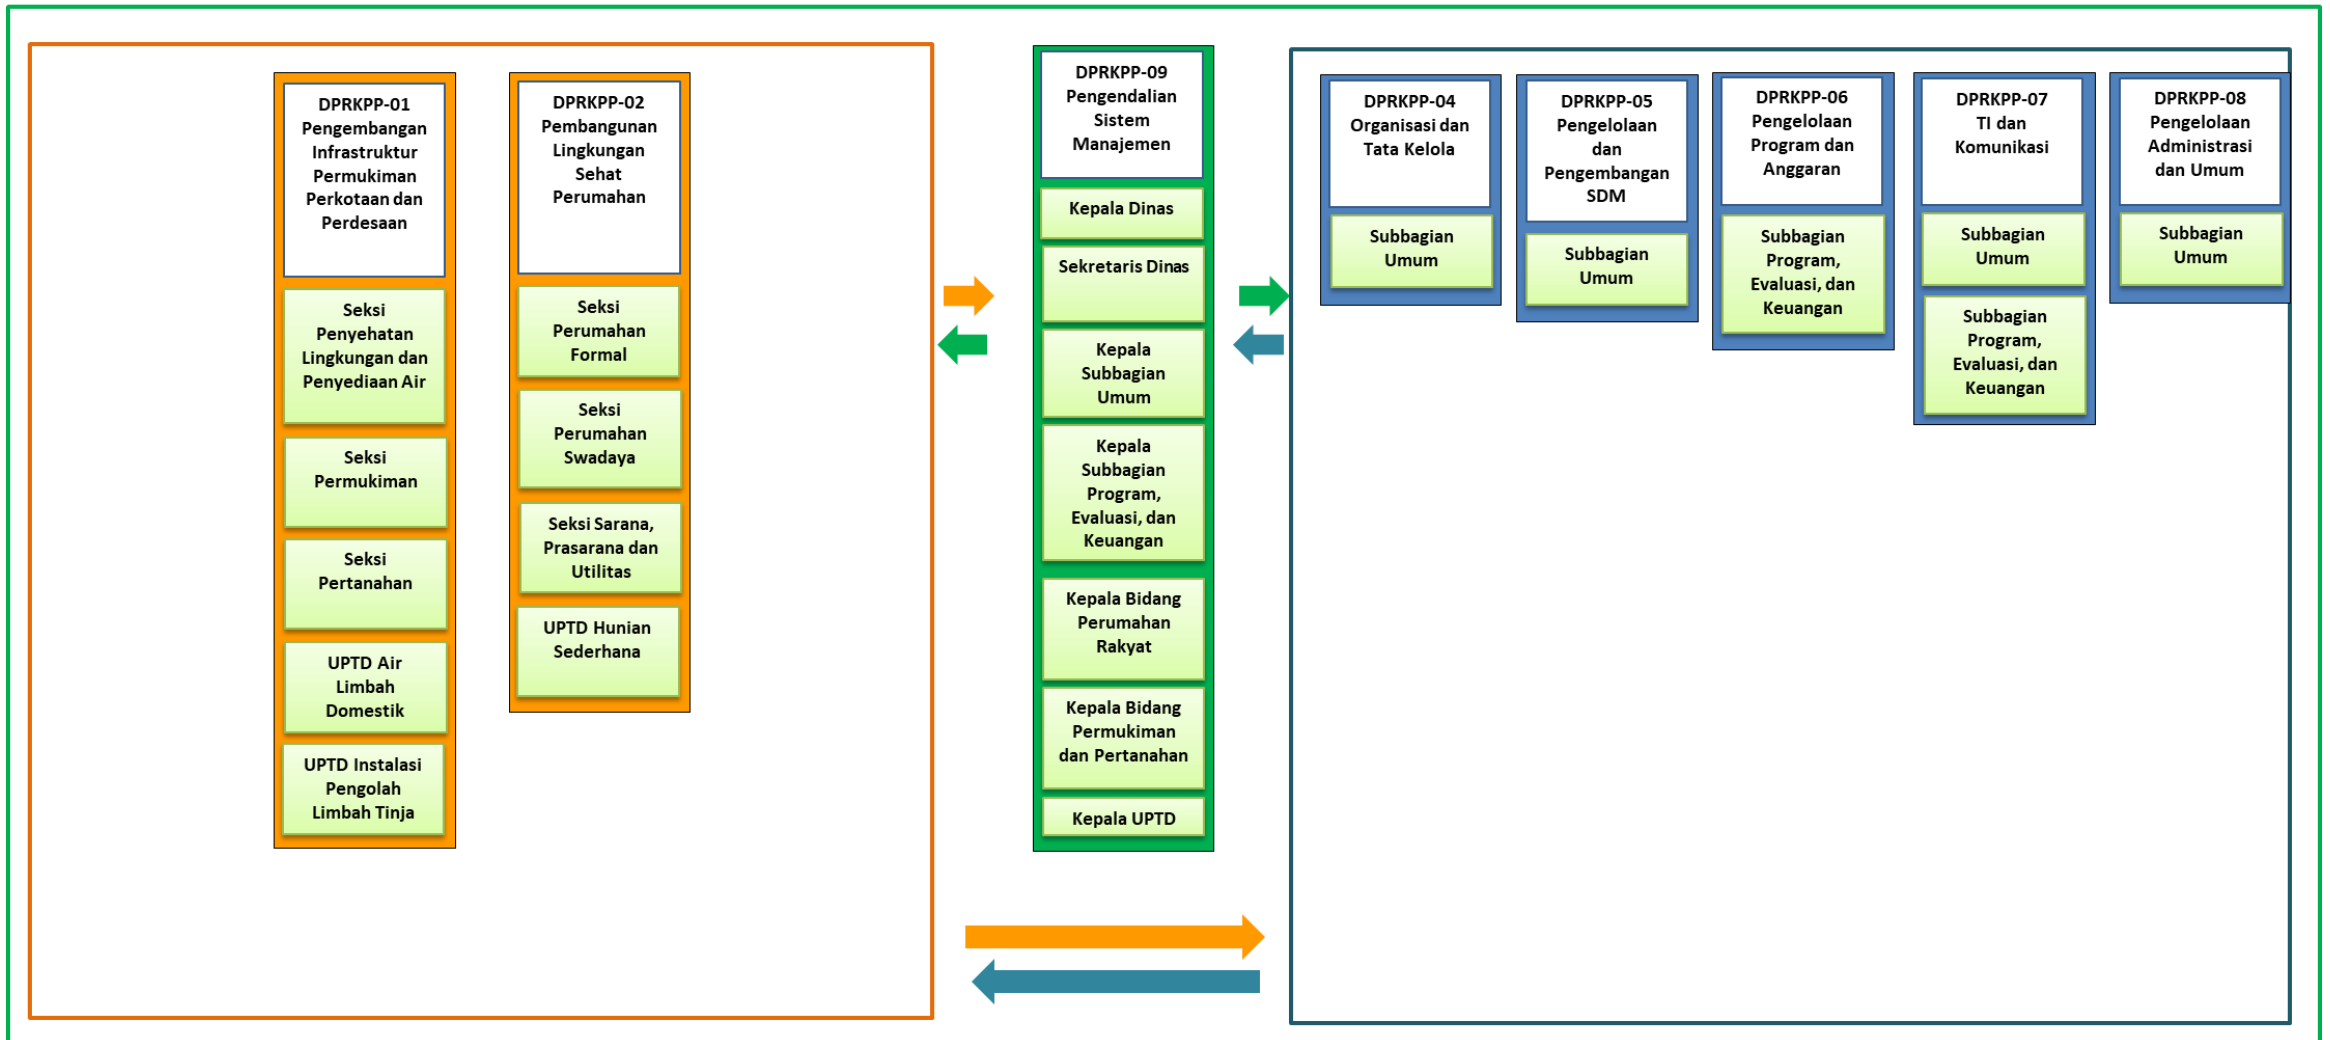 DPRKPP-01
Pengembangan
Infrastruktur
Permukiman
Perkotaan dan
Perdesaan
Seksi
Penyehatan
Lingkungan dan
Penyediaan Air
Seksi
Permukiman
Seksi
Pertanahan
UPTD Air
Limbah
Domestik
UPTD Instalasi
Pengolah
Limbah Tinja
DPRKPP-02
Pembangunan
Lingkungan
Sehat
Perumahan
Seksi
Perumahan
Formal
Seksi
Perumahan
Swadaya
Seksi Sarana,
Prasarana dan
Utilitas
UPTD Hunian
Sederhana
DPRKPP-09
Pengendalian
Sistem
Manajemen
Kepala Dinas
Sekretaris Dinas
Kepala
Subbagian
Umum
Kepala
Subbagian
Program,
Evaluasi, dan
Keuangan
Kepala Bidang
Perumahan
Rakyat
Kepala Bidang
Permukiman
dan Pertanahan
Kepala UPTD
DPRKPP-04
Organisasi dan
Tata Kelola
Subbagian
Umum
DPRKPP-05
Pengelolaan
dan
Pengembangan
SDM
Subbagian
Umum
DPRKPP-06
Pengelolaan
Program dan
Anggaran
Subbagian
Program,
Evaluasi, dan
Keuangan
DPRKPP-07
TI dan
Komunikasi
Subbagian
Umum
Subbagian
Program,
Evaluasi, dan
Keuangan
DPRKPP-08
Pengelolaan
Administrasi
dan Umum
Subbagian
Umum